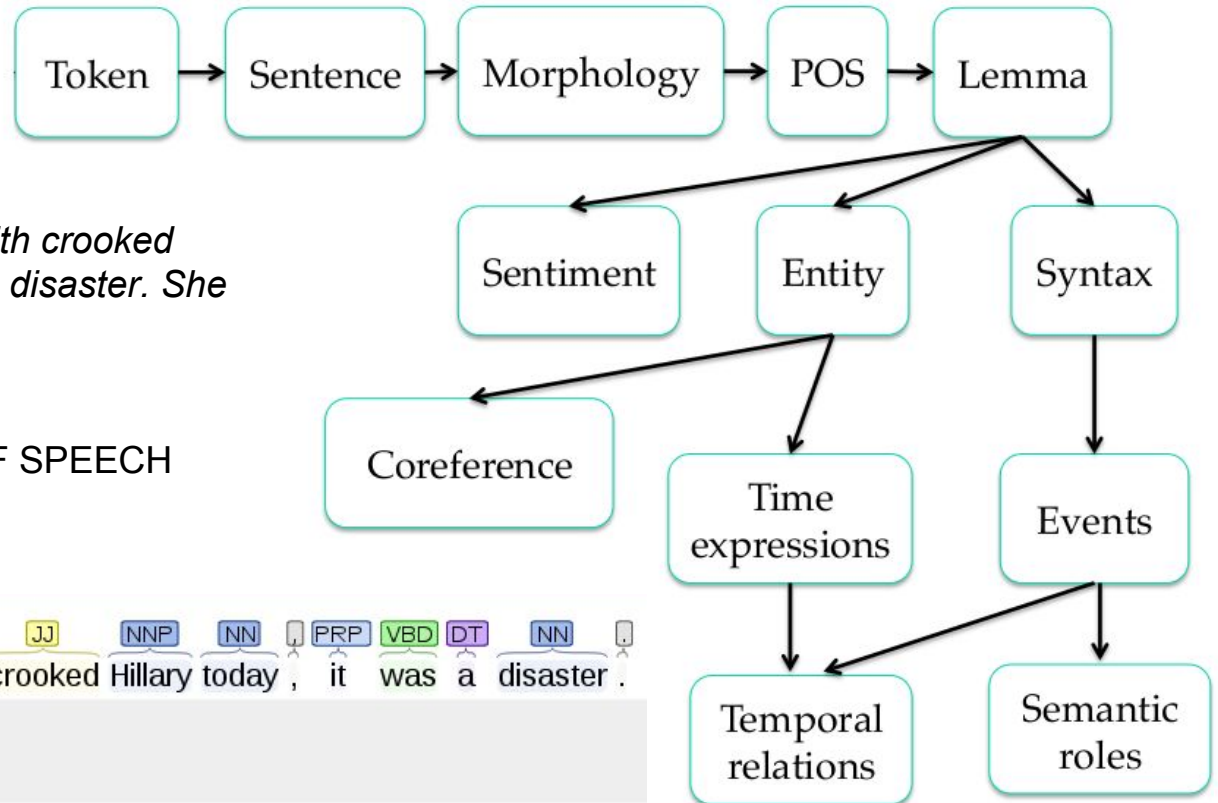 Token
Sentence
Morphology
POS
Lemma
crooked
disaster. She
Sentiment
Entity
Syntax
Coreference
SPEECH
Time
expressions
Events
JJ NNP NN , PRP VBD DT NN .
crooked Hillary today , it was a disaster .
Temporal
relations
Semantic
roles